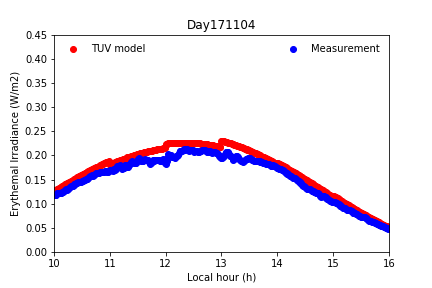 Day171104
TUV model
Measurement
Erythemal Irradiance (W/m2)
0.45
0.40
0.35
0.30
0.25
0.20
0.15
0.10
0.05
0.00
10 11 12 13 14 15 16
Local hour (h)